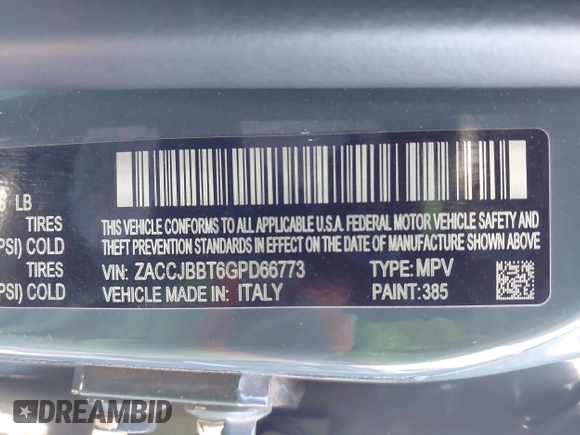 LB
TIRES
PSI) COLD
TIRES
PSI) COLD
THIS VEHICLE CONFORMS TO ALL APPLICABLE U.S.A. FEDERAL MOTOR VEHICLE SAFETY AND
THEFT PREVENTION STANDARDS IN EFFECT ON THE DATE OF MANUFACTURE SHOWN ABOVE.
VIN: ZACCJBBT6GPD66773 TYPE: MPV
VEHICLE MADE IN: ITALY PAINT: 385
DREAMBID